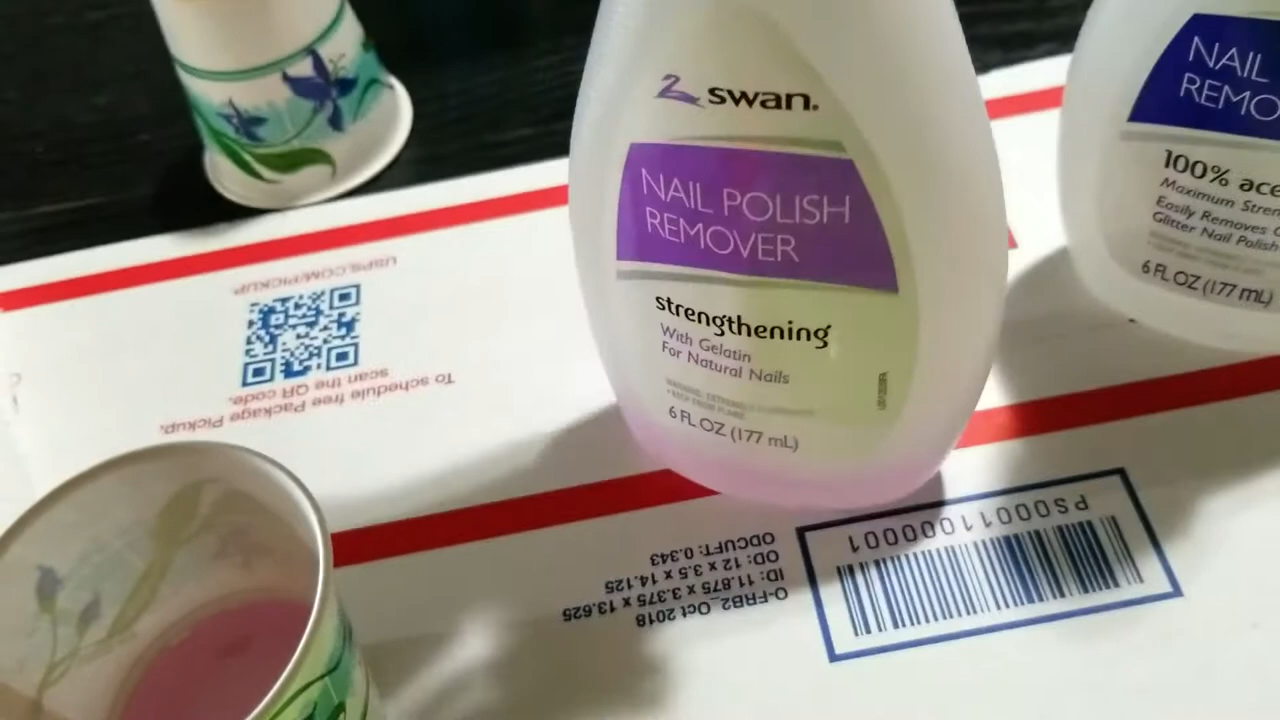 swan.
NAIL POLISH
REMOVER
strengthening
With Gelatin
For Natural Nails
6 FL OZ (177 mL)
NAIL
REMO
100% ace
Maximum Stren
Easily Removes
Glitter Nail Polish
6 FL OZ (177 mL)
USPS.COM/PICKUP
To schedule free Package Pickup,
scan the QR code.
PS00011000001
O-FRB2_Oct 2018
ID: 11.875 x 3.375 x 13.625
OD: 12 x 3.5 x 14.125
ODCUFT: 0.343